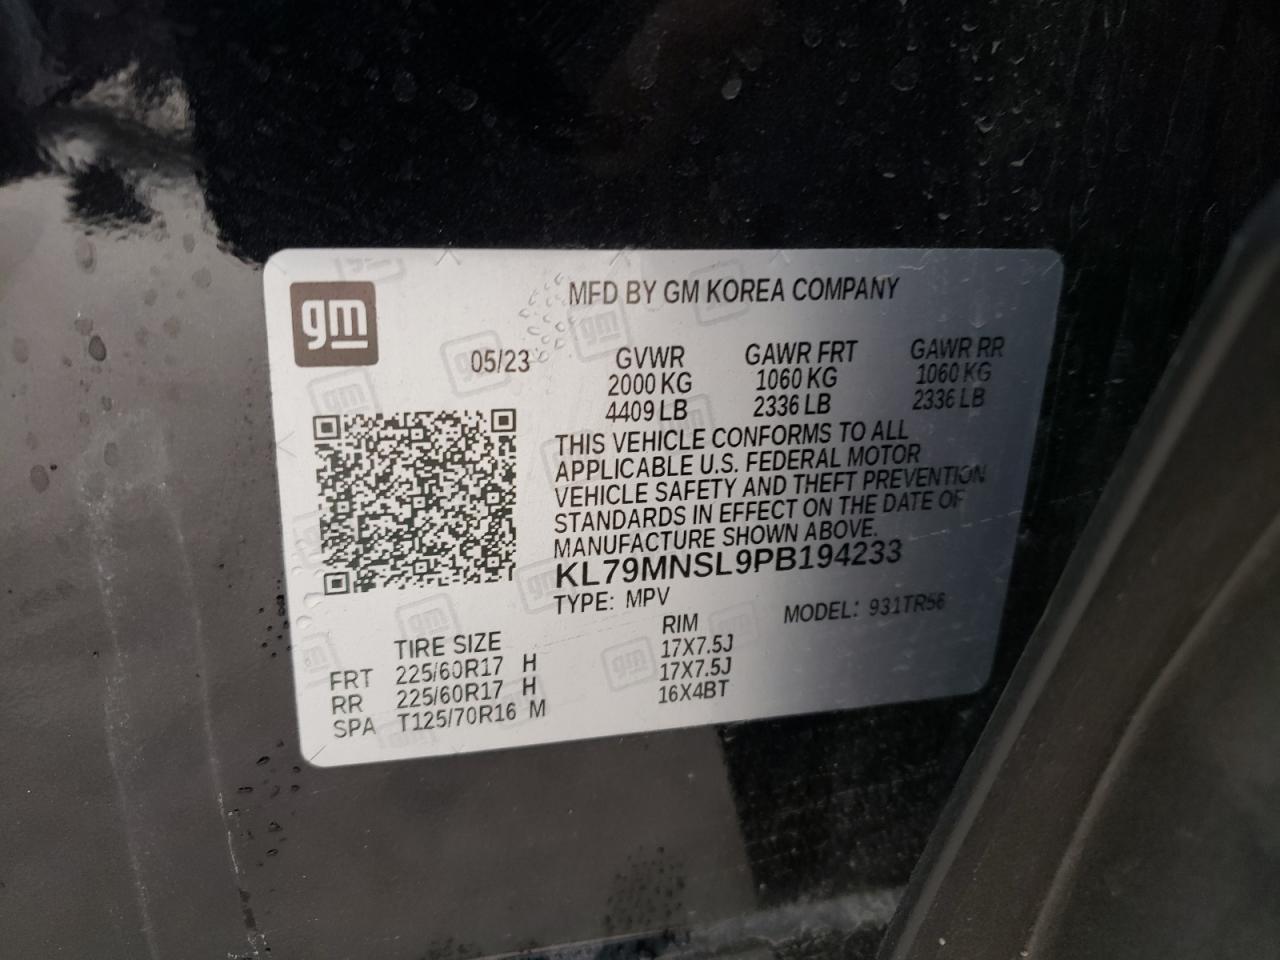 gm
MFD BY GM KOREA COMPANY
05/23 GVWR GAWR FRT GAWR RR
2000 KG 1060 KG 1060 KG
4409 LB 2336 LB 2336 LB
THIS VEHICLE CONFORMS TO ALL
APPLICABLE U.S. FEDERAL MOTOR
VEHICLE SAFETY AND THEFT PREVENTION
STANDARDS IN EFFECT ON THE DATE OF
MANUFACTURE SHOWN ABOVE.
KL79MNSL9PB194233
TYPE: MPV MODEL: 931TR56
TIRE SIZE RIM
FRT 225/60R17 H 17X7.5J
RR 225/60R17 H 17X7.5J
SPA T125/70R16 M 16X4BT